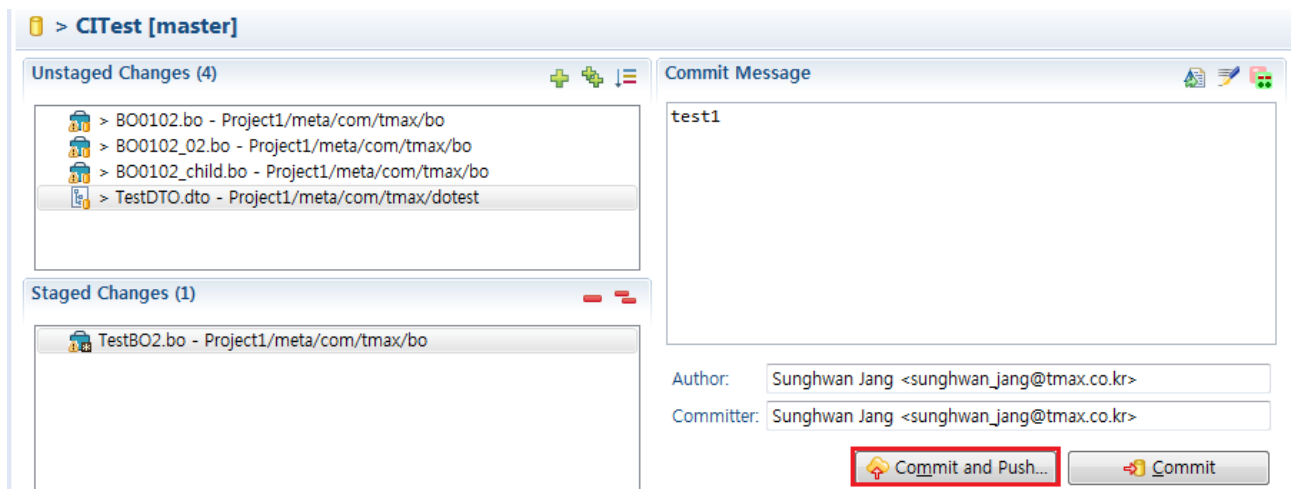 > CITest [master]
Unstaged Changes (4)
> BO0102.bo - Project1/meta/com/tmax/bo
> BO0102_02.bo - Project1/meta/com/tmax/bo
> BO0102_child.bo - Project1/meta/com/tmax/bo
> TestDTO.dto - Project1/meta/com/tmax/dotest
Staged Changes (1)
TestBO2.bo - Project1/meta/com/tmax/bo
Commit Message
test1
Author: Sunghwan Jang <sunghwan_jang@tmax.co.kr>
Committer: Sunghwan Jang <sunghwan_jang@tmax.co.kr>
Commit and Push... Commit